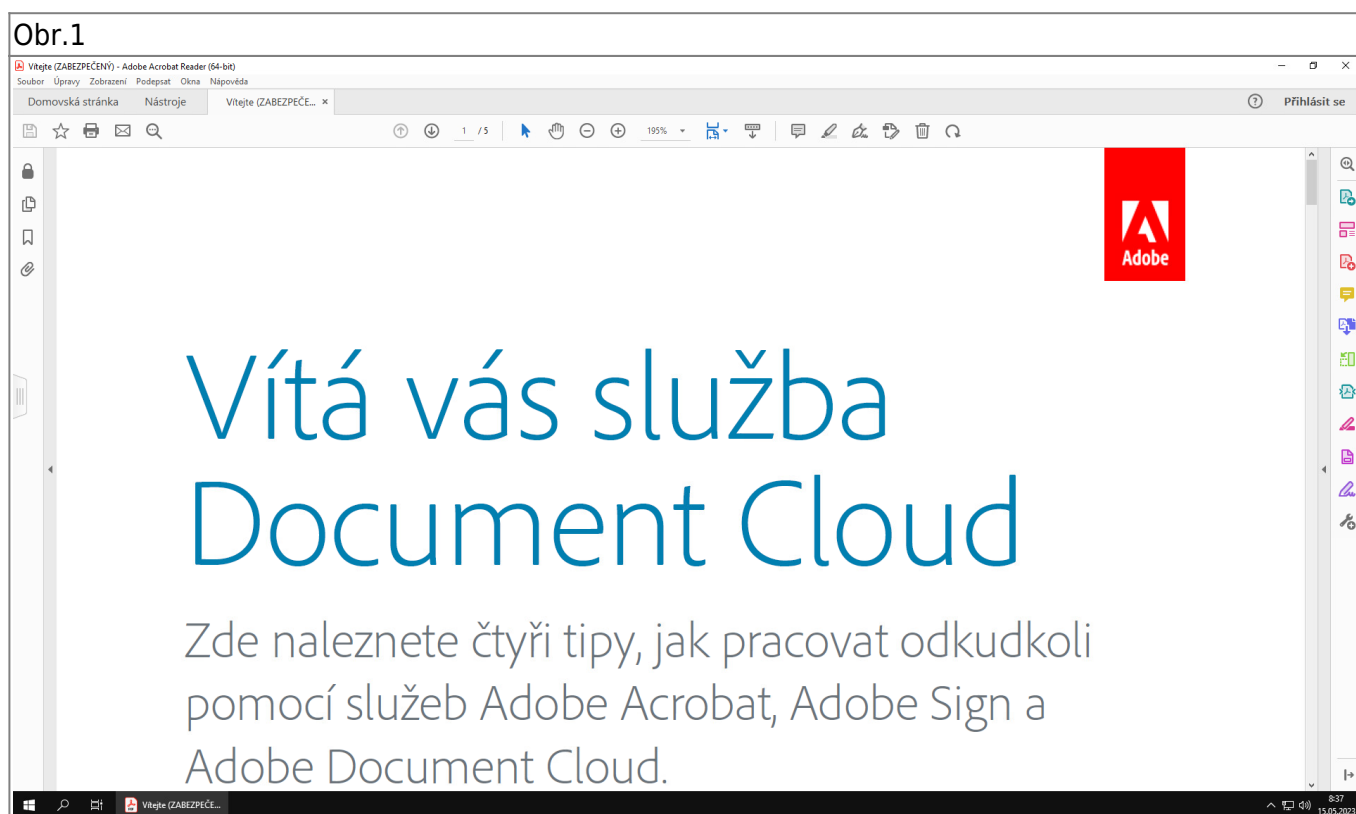 Obr.1
Vítejte (ZABEZPEČENÝ) - Adobe Acrobat Reader (64-bit)
Soubor Úpravy Zobrazení Podepsat Okna Nápověda
Domovská stránka Nástroje Vítejte (ZABEZPEČE... × ? Přihlásit se
1 / 5 195%
Adobe
Vítá vás služba
Document Cloud
Zde naleznete čtyři tipy, jak pracovat odkudkoli
pomocí služeb Adobe Acrobat, Adobe Sign a
Adobe Document Cloud.
Vítejte (ZABEZPEČE...
8:37
15.05.2023